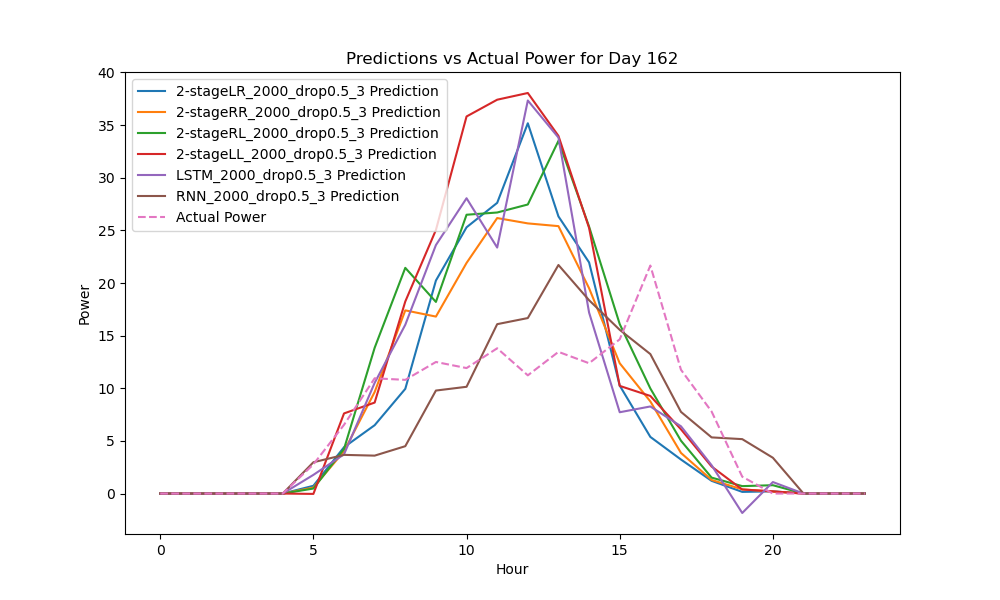 Predictions vs Actual Power for Day 162
2-stageLR_2000_drop0.5_3 Prediction
2-stageRR_2000_drop0.5_3 Prediction
2-stageRL_2000_drop0.5_3 Prediction
2-stageLL_2000_drop0.5_3 Prediction
LSTM_2000_drop0.5_3 Prediction
RNN_2000_drop0.5_3 Prediction
Actual Power
Power
40
35
30
25
20
15
10
5
0
0 5 10 15 20
Hour